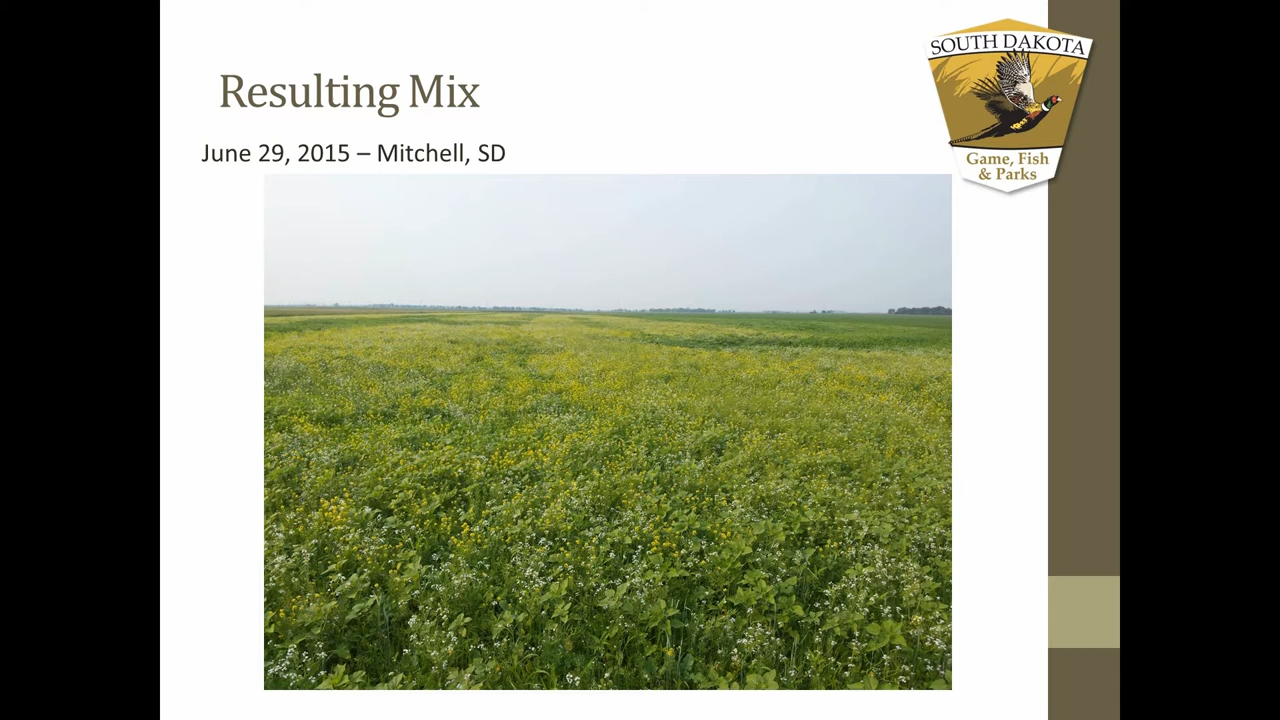 Resulting Mix
June 29, 2015 – Mitchell, SD
SOUTH DAKOTA
Game, Fish
& Parks